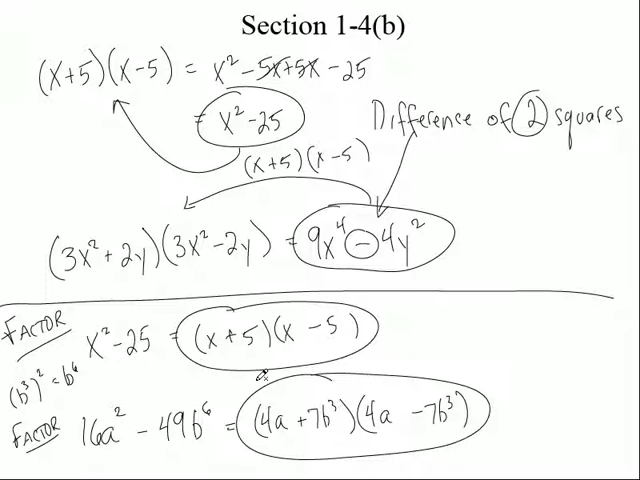 Section 1-4(b)
(x+5)(x-5) = x² - 5x + 5x - 25
= x² - 25
Difference of 2 squares
(x+5)(x-5)
(3x² + 2y)(3x² - 2y) = 9x⁴ - 4y²
FACTOR
x² - 25 = (x + 5)(x - 5)
(b³)² = b⁶
FACTOR 16a² - 49b⁶ = (4a + 7b³)(4a - 7b³)